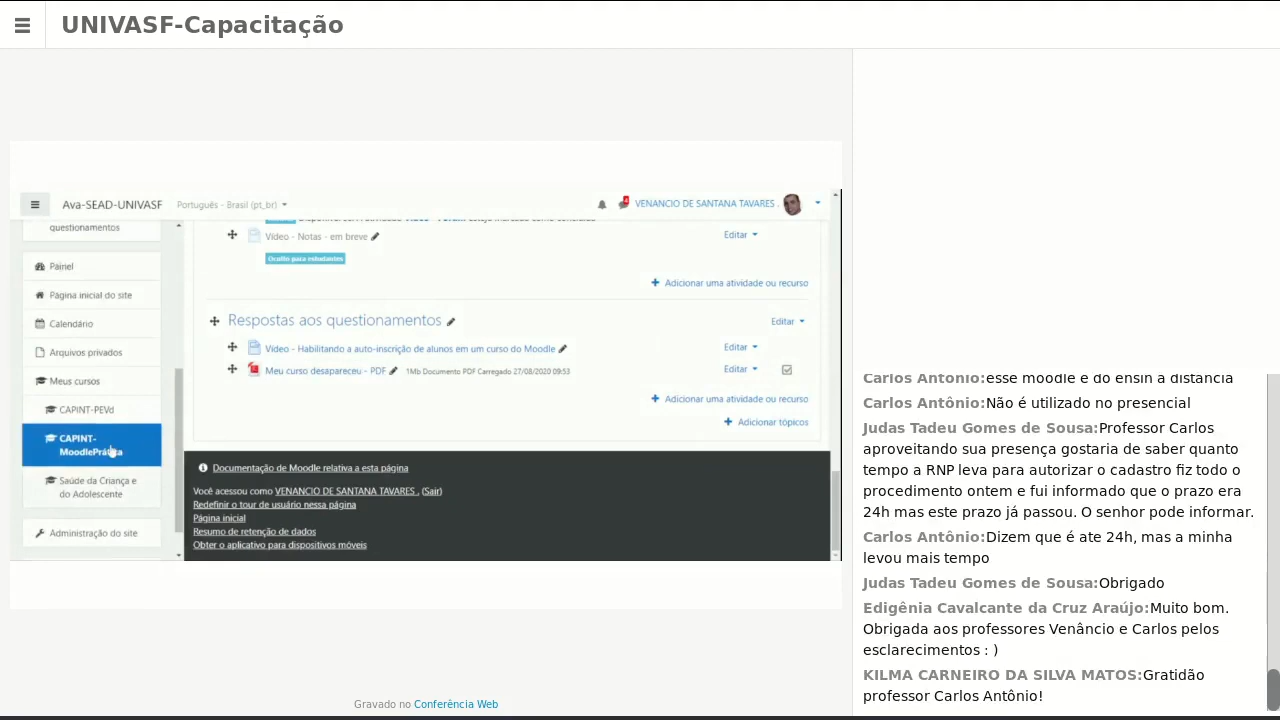 UNIVASF-Capacitação
Ava-SEAD-UNIVASF
Português - Brasil (pt_br)
VENANCIO DE SANTANA TAVARES .
questionamentos
Painel
Página inicial do site
Calendário
Arquivos privados
Meus cursos
CAPINT-PEVd
CAPINT-
MoodlePrática
Saúde da Criança e
do Adolescente
Administração do site
Vídeo - Notas - em breve
Editar
Oculto para estudantes
Adicionar uma atividade ou recurso
Respostas aos questionamentos
Editar
Vídeo - Habilitando a auto-inscrição de alunos em um curso do Moodle
Editar
Meu curso desapareceu - PDF 1Mb Documento PDF Carregado 27/08/2020 09:53
Editar
Adicionar uma atividade ou recurso
Adicionar tópicos
Documentação de Moodle relativa a esta página
Você acessou como VENANCIO DE SANTANA TAVARES . (Sair)
Redefinir o tour de usuário nessa página
Página inicial
Resumo de retenção de dados
Obter o aplicativo para dispositivos móveis
Gravado no Conferência Web
Carlos Antônio:esse moodle é do ensin a distância
Carlos Antônio:Não é utilizado no presencial
Judas Tadeu Gomes de Sousa:Professor Carlos
aproveitando sua presença gostaria de saber quanto
tempo a RNP leva para autorizar o cadastro fiz todo o
procedimento ontem e fui informado que o prazo era
24h mas este prazo já passou. O senhor pode informar.
Carlos Antônio:Dizem que é ate 24h, mas a minha
levou mais tempo
Judas Tadeu Gomes de Sousa:Obrigado
Edigênia Cavalcante da Cruz Araújo:Muito bom.
Obrigada aos professores Venâncio e Carlos pelos
esclarecimentos : )
KILMA CARNEIRO DA SILVA MATOS:Gratidão
professor Carlos Antônio!